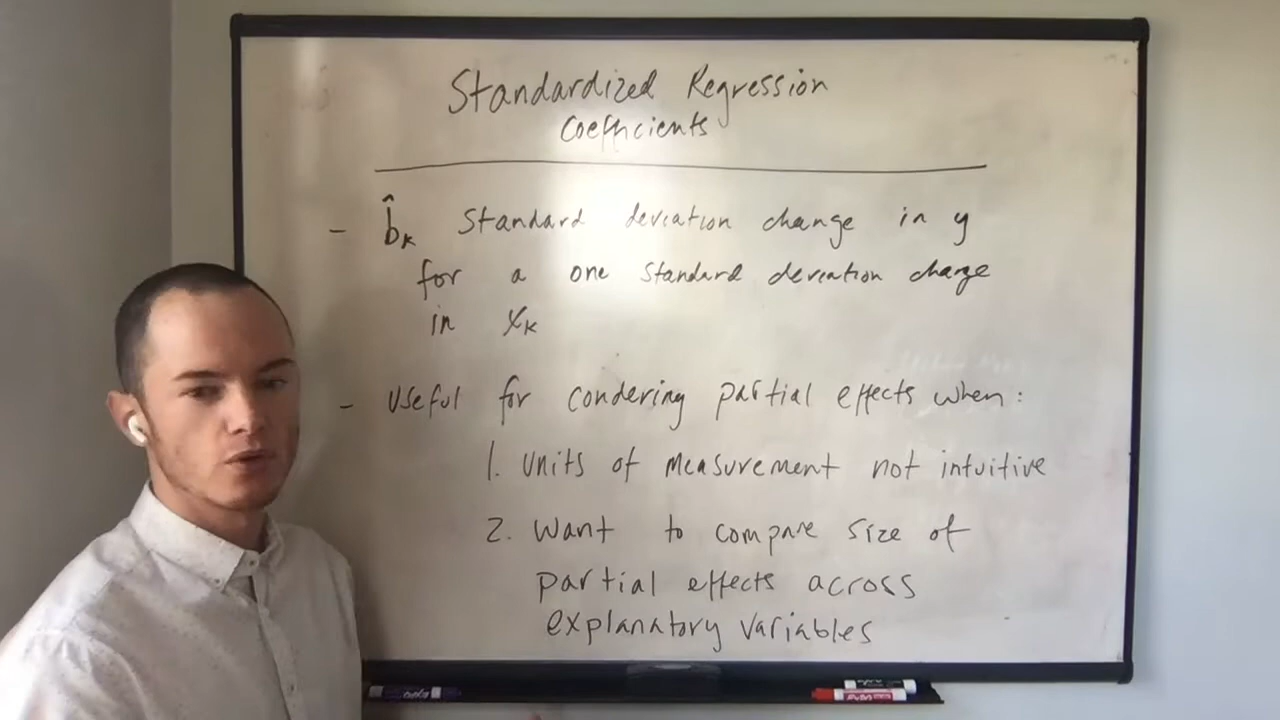 Standardized Regression
Coefficients
- b̂ₖ Standard deviation change in y
for a one standard deviation change
in Xₖ
- Useful for condering partial effects when:
1. Units of measurement not intuitive
2. Want to compare size of
partial effects across
explanatory variables
expo